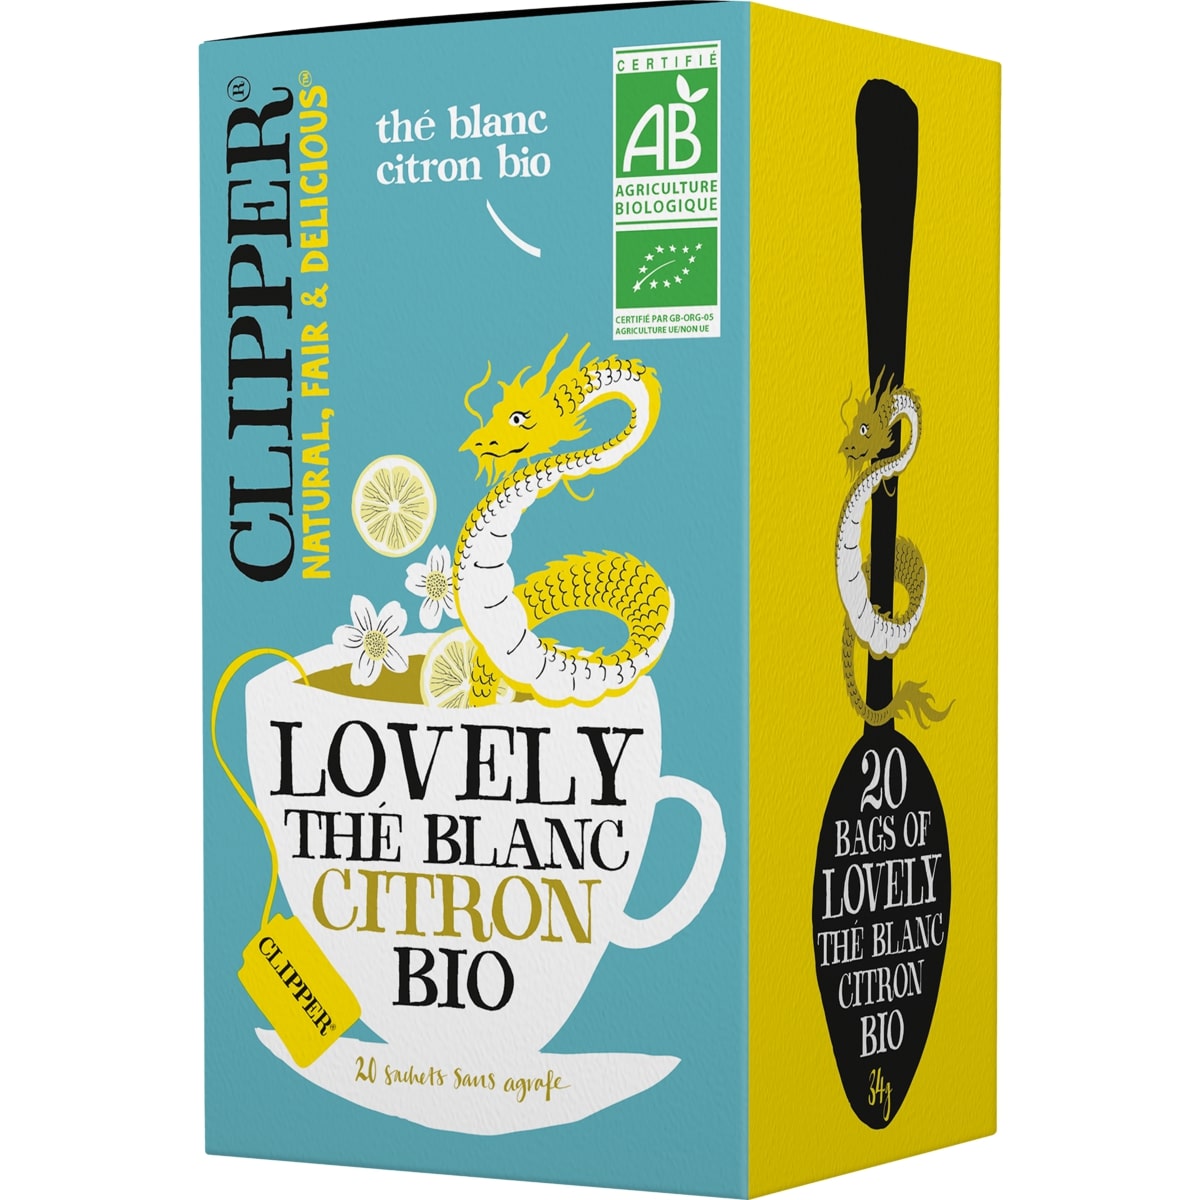 CLIPPER®
NATURAL, FAIR & DELICIOUS™
thé blanc
citron bio
CERTIFIÉ
AB
AGRICULTURE
BIOLOGIQUE
CERTIFIÉ PAR GB-ORG-05
AGRICULTURE UE/NON UE
LOVELY
THÉ BLANC
CITRON
BIO
CLIPPER®
20 sachets sans agrafe
20
BAGS OF
LOVELY
THÉ BLANC
CITRON
BIO
34g